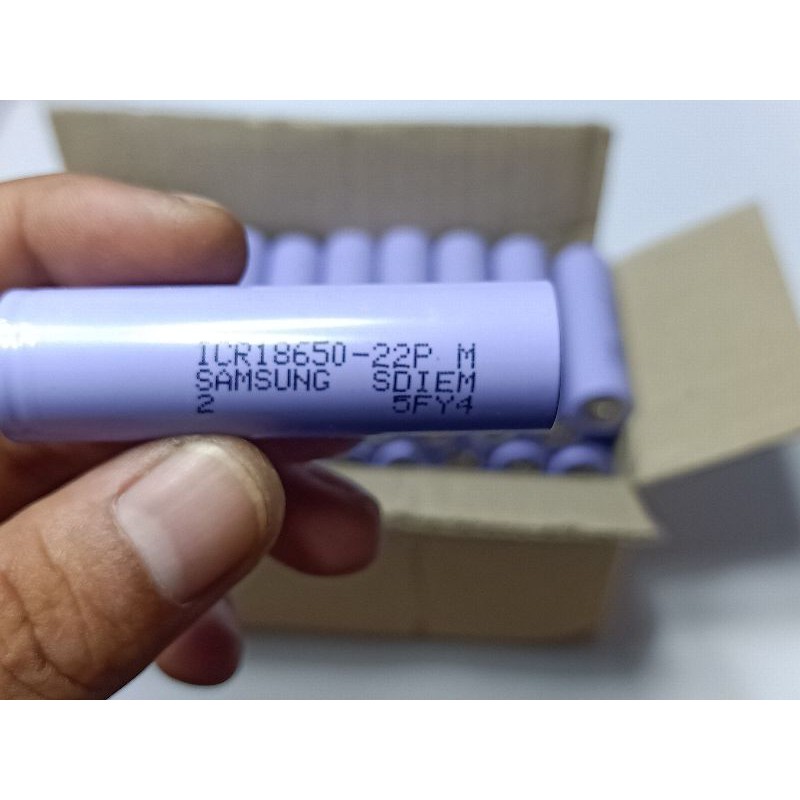 ICR18650-22P M
SAMSUNG SDIEM
2 5FY4